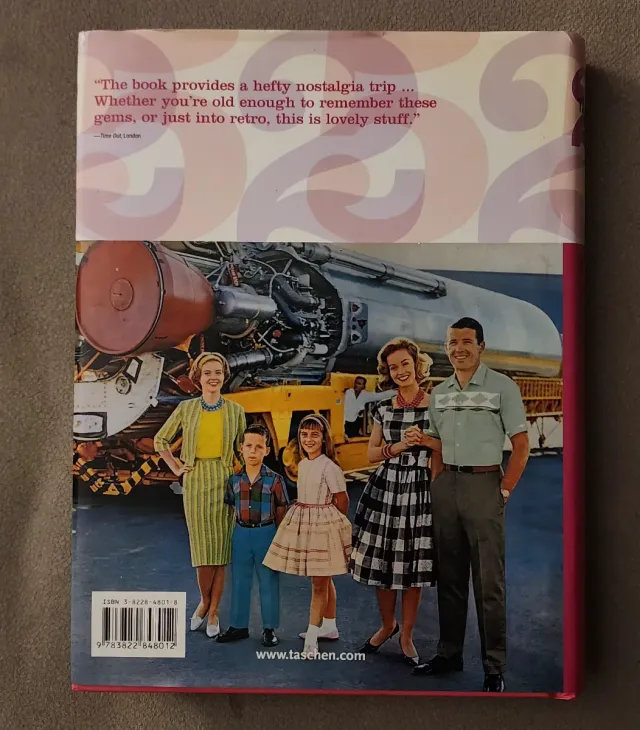 “The book provides a hefty nostalgia trip ...
Whether you’re old enough to remember these
gems, or just into retro, this is lovely stuff.”
—Time Out, London
ISBN 3-8228-4801-8
9 783822 848012
www.taschen.com